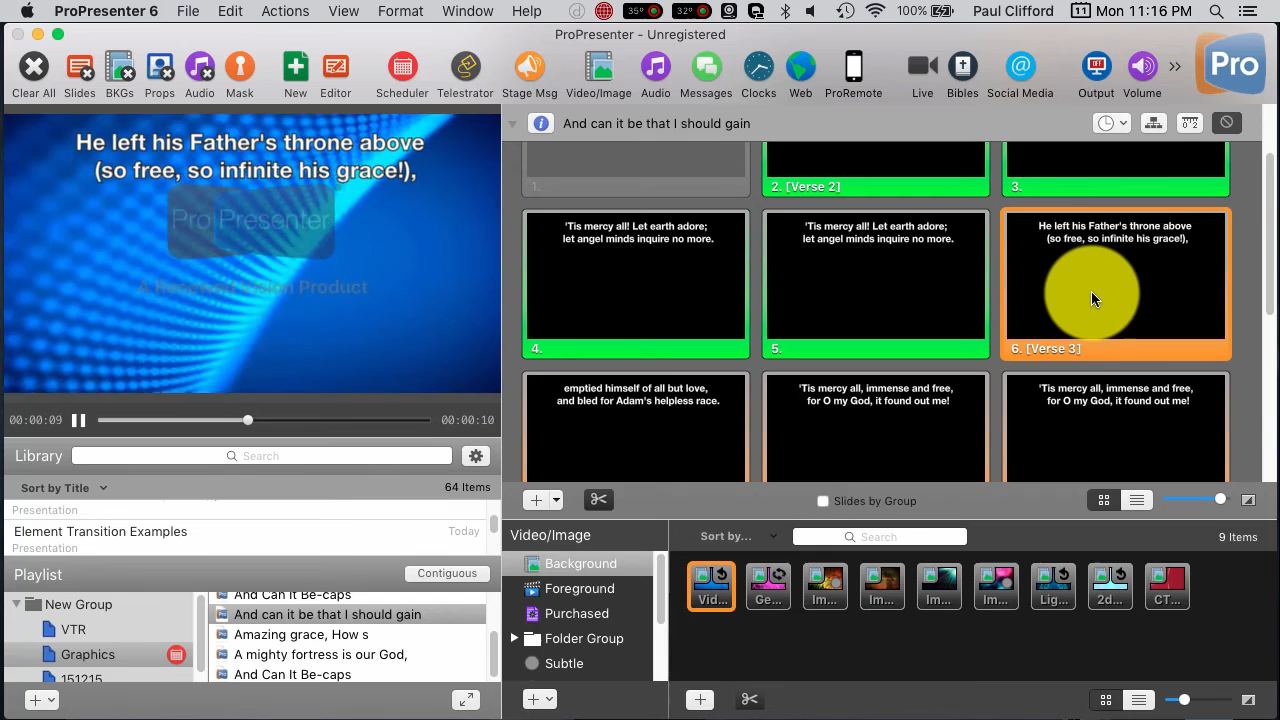 ProPresenter 6 File Edit Actions View Format Window Help 35° 32° 100% Paul Clifford 11 Mon 11:16 PM
ProPresenter - Unregistered
Clear All Slides BKGs Props Audio Mask New Editor Scheduler Telestrator Stage Msg Video/Image Audio Messages Clocks Web ProRemote Live Bibles Social Media Output Volume Pro
And can it be that I should gain
He left his Father's throne above
(so free, so infinite his grace!),
Pro Presenter
A Renewed Vision Product
1. 2. [Verse 2] 3.
'Tis mercy all! Let earth adore;
let angel minds inquire no more.
4.
'Tis mercy all! Let earth adore;
let angel minds inquire no more.
5.
He left his Father's throne above
(so free, so infinite his grace!),
6. [Verse 3]
emptied himself of all but love,
and bled for Adam's helpless race.
'Tis mercy all, immense and free,
for O my God, it found out me!
'Tis mercy all, immense and free,
for O my God, it found out me!
00:00:09 00:00:10
Library Search
Sort by Title 64 Items
Presentation
Element Transition Examples Today
Presentation
Playlist Contiguous
New Group
VTR
Graphics
151215
And Can It Be-caps
And can it be that I should gain
Amazing grace, How s
A mighty fortress is our God,
And Can It Be-caps
Slides by Group
Video/Image Sort by... Search 9 Items
Background
Foreground
Purchased
Folder Group
Subtle
Vid... Ge... Im... Im... Im... Im... Lig... 2d... CT...